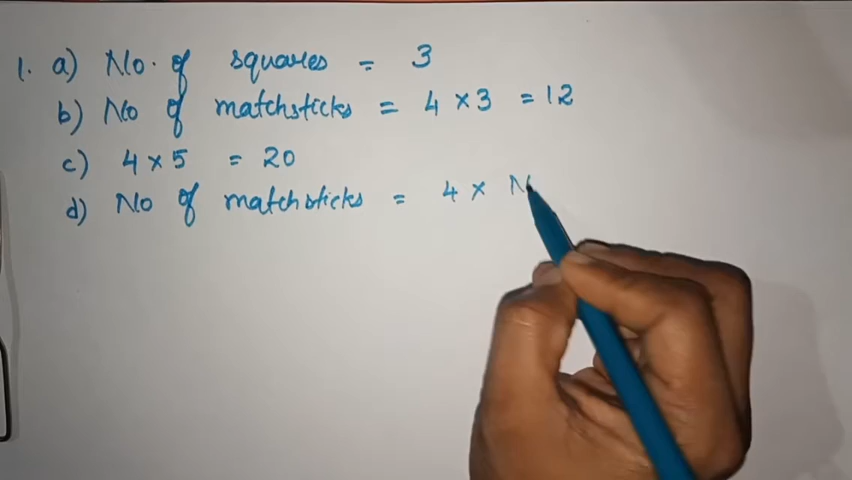 1. a) No. of squares = 3
b) No of matchsticks = 4 × 3 = 12
c) 4 × 5 = 20
d) No of matchsticks = 4 × N